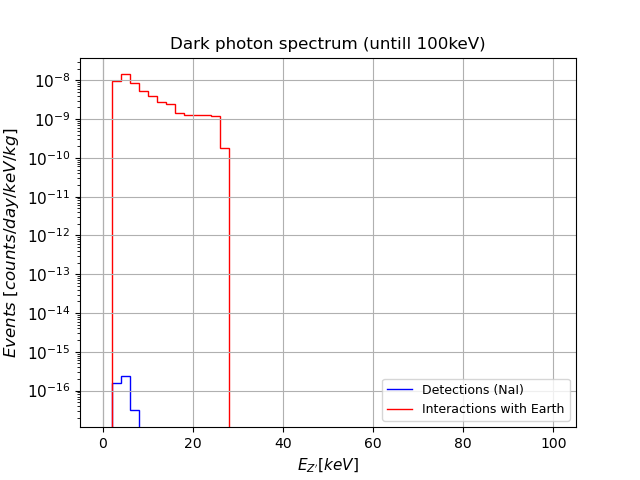 Dark photon spectrum (untill 100keV)
Events [counts/day/keV/kg]
10⁻⁸
10⁻⁹
10⁻¹⁰
10⁻¹¹
10⁻¹²
10⁻¹³
10⁻¹⁴
10⁻¹⁵
10⁻¹⁶
Detections (NaI)
Interactions with Earth
0 20 40 60 80 100
E_{Z'}[keV]